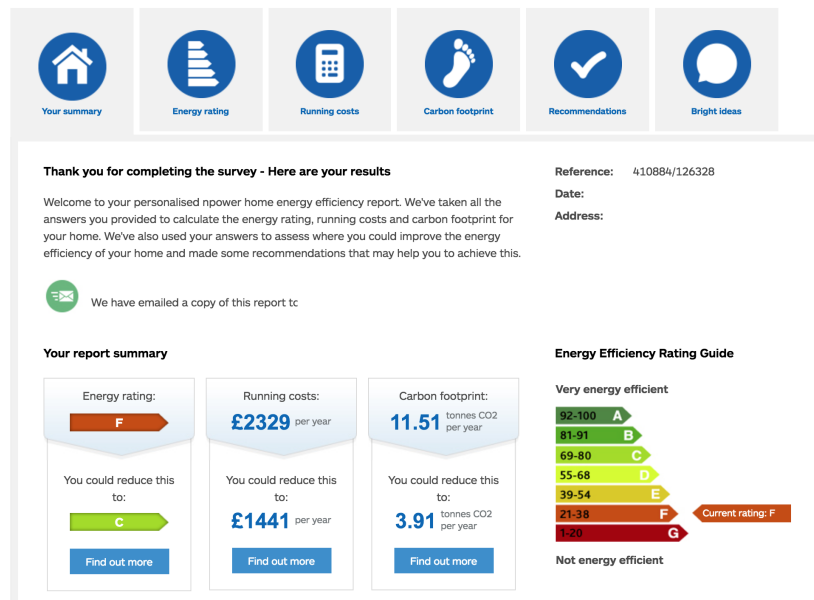 Your summary
Energy rating
Running costs
Carbon footprint
Recommendations
Bright ideas
Thank you for completing the survey - Here are your results
Welcome to your personalised npower home energy efficiency report. We've taken all the
answers you provided to calculate the energy rating, running costs and carbon footprint for
your home. We've also used your answers to assess where you could improve the energy
efficiency of your home and made some recommendations that may help you to achieve this.
We have emailed a copy of this report to
Reference: 410884/126328
Date:
Address:
Your report summary
Energy rating:
F
You could reduce this
to:
C
Find out more
Running costs:
£2329 per year
You could reduce this
to:
£1441 per year
Find out more
Carbon footprint:
11.51 tonnes CO2
per year
You could reduce this
to:
3.91 tonnes CO2
per year
Find out more
Energy Efficiency Rating Guide
Very energy efficient
92-100 A
81-91 B
69-80 C
55-68 D
39-54 E
21-38 F
Current rating: F
1-20 G
Not energy efficient